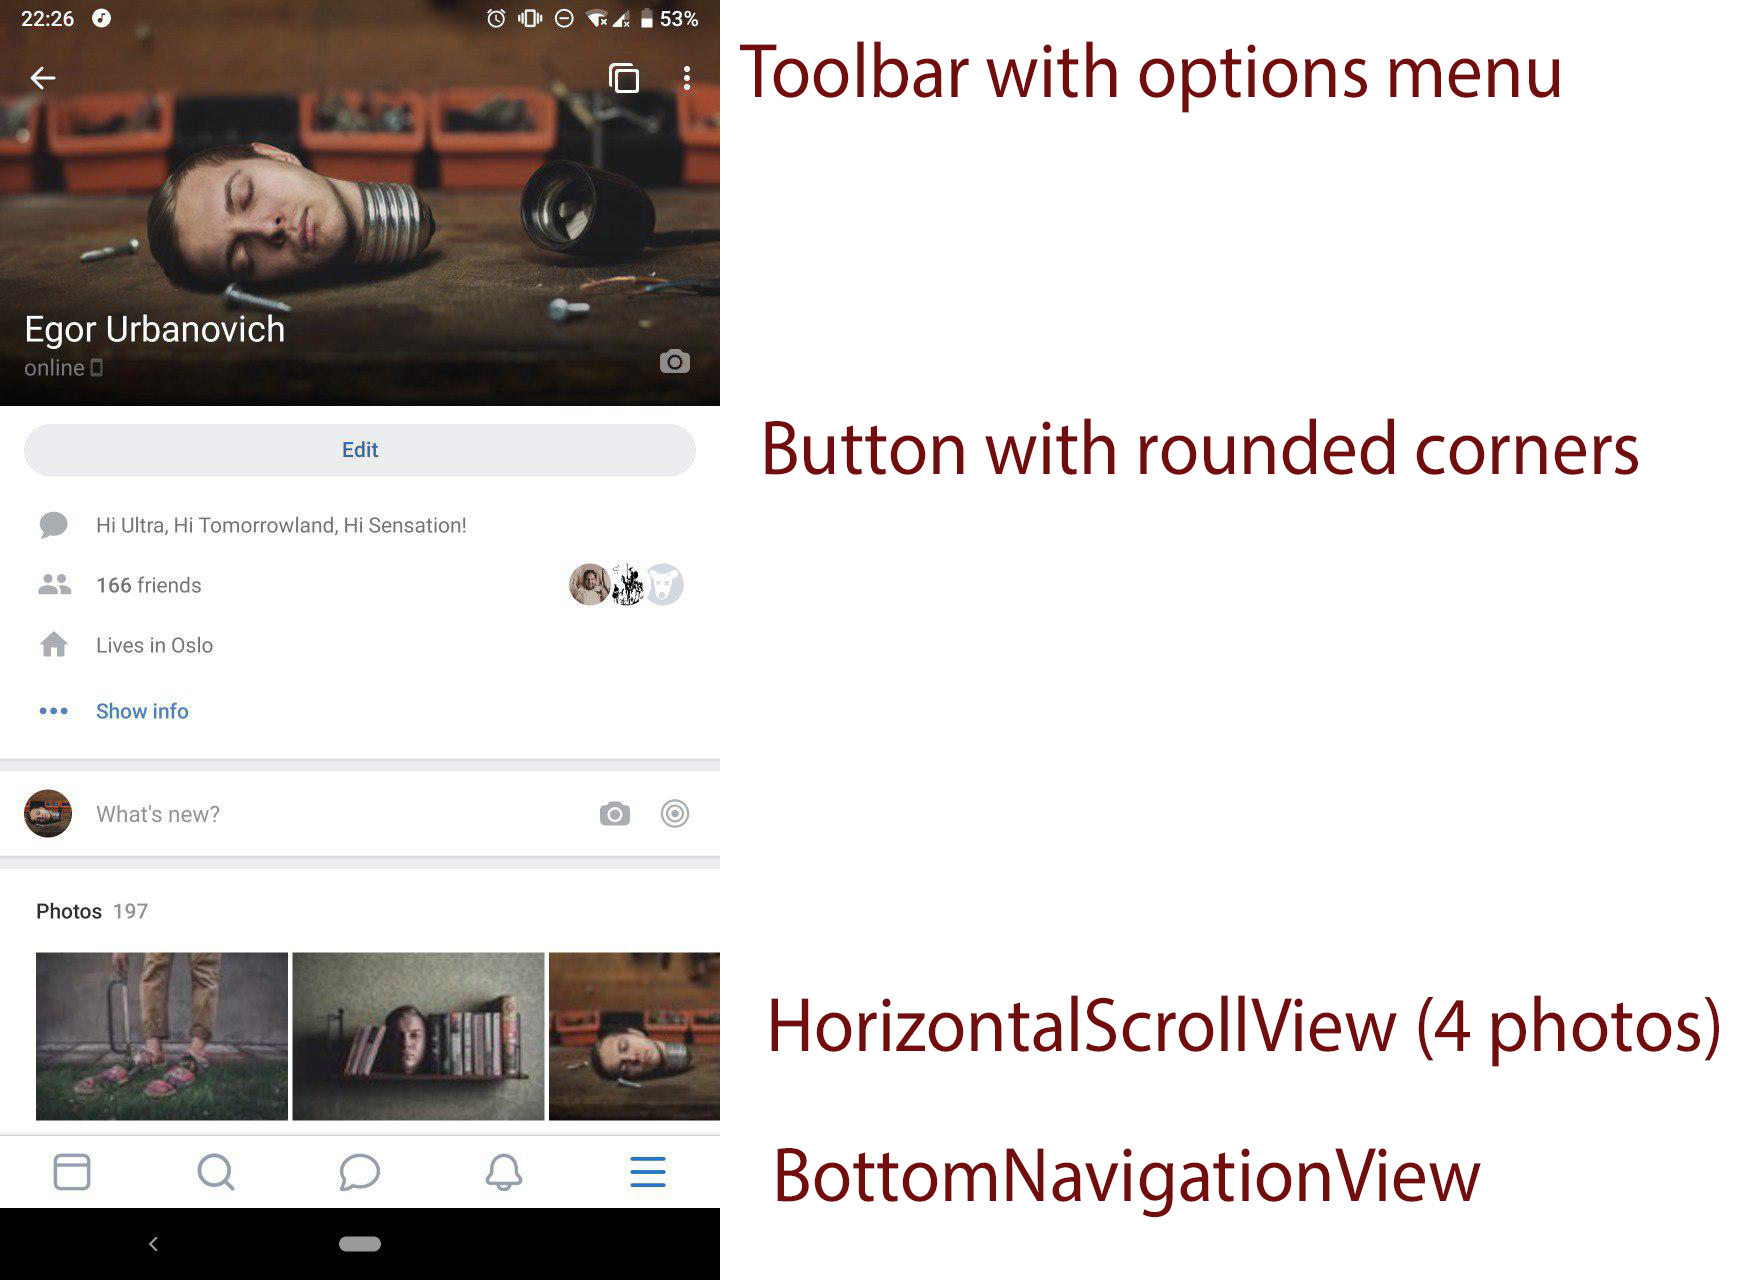 22:26 53%
Toolbar with options menu
Egor Urbanovich
online
Edit
Button with rounded corners
Hi Ultra, Hi Tomorrowland, Hi Sensation!
166 friends
Lives in Oslo
Show info
What's new?
Photos 197
HorizontalScrollView (4 photos)
BottomNavigationView